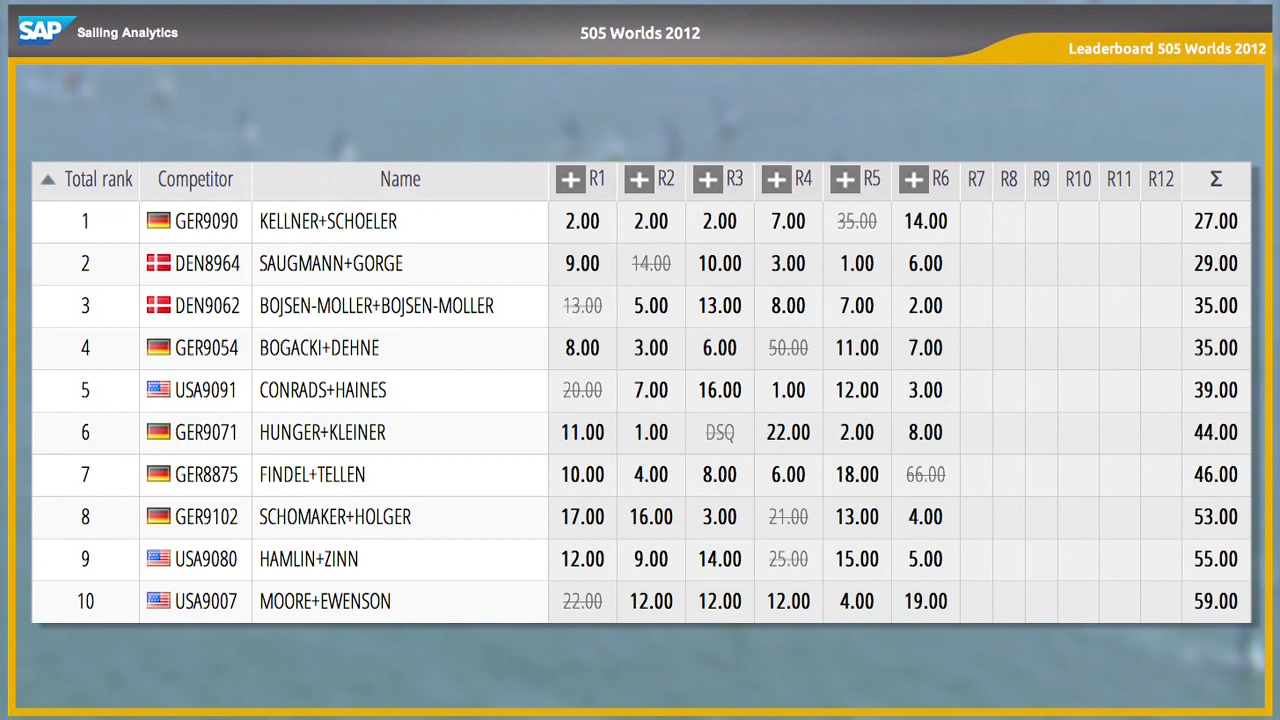 SAP Sailing Analytics
505 Worlds 2012
Leaderboard 505 Worlds 2012
Total rank Competitor Name R1 R2 R3 R4 R5 R6 R7 R8 R9 R10 R11 R12 Σ
1 GER9090 KELLNER+SCHOELER 2.00 2.00 2.00 7.00 35.00 14.00 27.00
2 DEN8964 SAUGMANN+GORGE 9.00 14.00 10.00 3.00 1.00 6.00 29.00
3 DEN9062 BOJSEN-MOLLER+BOJSEN-MOLLER 13.00 5.00 13.00 8.00 7.00 2.00 35.00
4 GER9054 BOGACKI+DEHNE 8.00 3.00 6.00 50.00 11.00 7.00 35.00
5 USA9091 CONRADS+HAINES 20.00 7.00 16.00 1.00 12.00 3.00 39.00
6 GER9071 HUNGER+KLEINER 11.00 1.00 DSQ 22.00 2.00 8.00 44.00
7 GER8875 FINDEL+TELLEN 10.00 4.00 8.00 6.00 18.00 66.00 46.00
8 GER9102 SCHOMAKER+HOLGER 17.00 16.00 3.00 21.00 13.00 4.00 53.00
9 USA9080 HAMLIN+ZINN 12.00 9.00 14.00 25.00 15.00 5.00 55.00
10 USA9007 MOORE+EWENSON 22.00 12.00 12.00 12.00 4.00 19.00 59.00